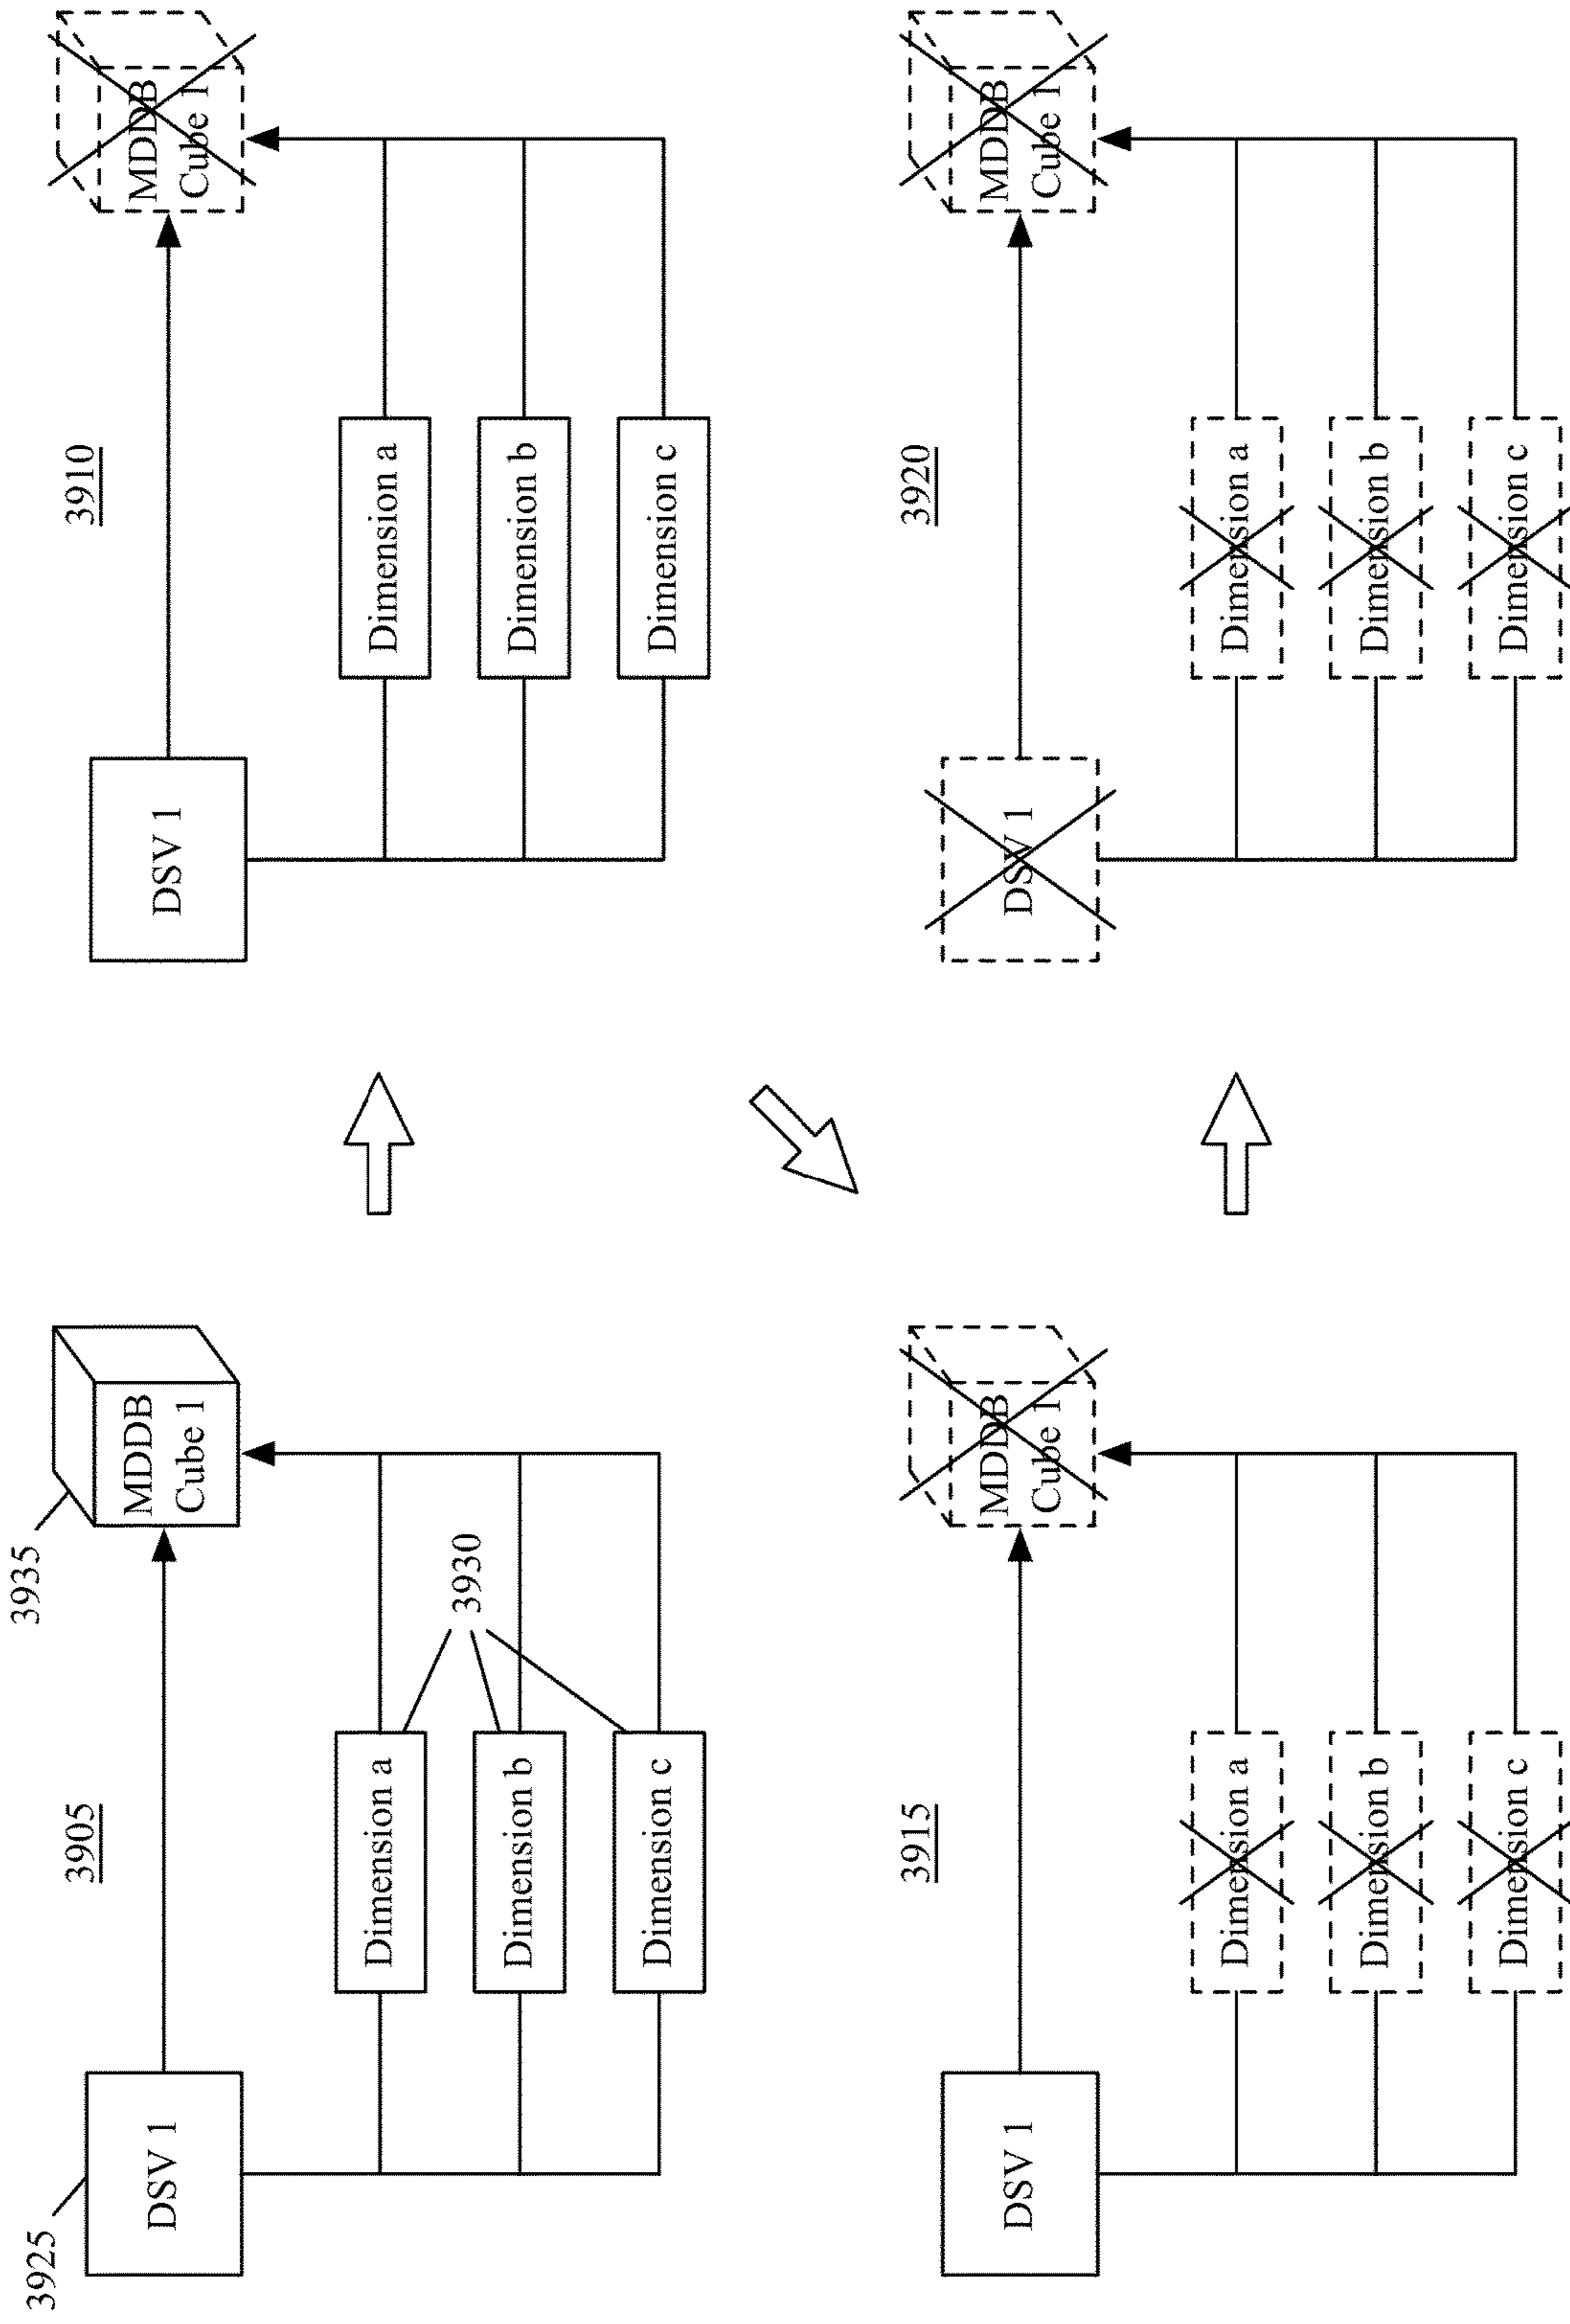 3905
3925
DSV 1
3935
MDDB
Cube 1
Dimension a
Dimension b
Dimension c
3930
3910
DSV 1
MDDB
Cube 1
Dimension a
Dimension b
Dimension c
3915
DSV 1
MDDB
Cube 1
Dimension a
Dimension b
Dimension c
3920
DSV 1
MDDB
Cube 1
Dimension a
Dimension b
Dimension c